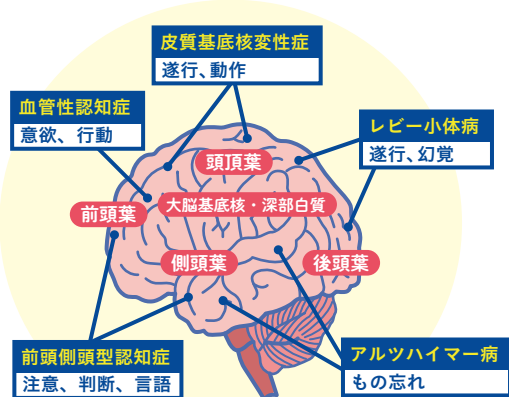 皮質基底核変性症
遂行、動作
血管性認知症
意欲、行動
レビー小体病
遂行、幻覚
頭頂葉
大脳基底核・深部白質
前頭葉
側頭葉
後頭葉
前頭側頭型認知症
注意、判断、言語
アルツハイマー病
もの忘れ